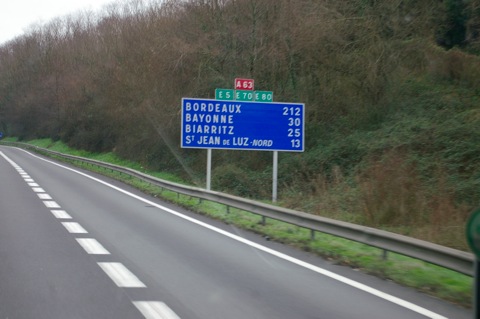 A 63
E 5 E 70 E 80
BORDEAUX 212
BAYONNE 30
BIARRITZ 25
ST JEAN DE LUZ-NORD 13